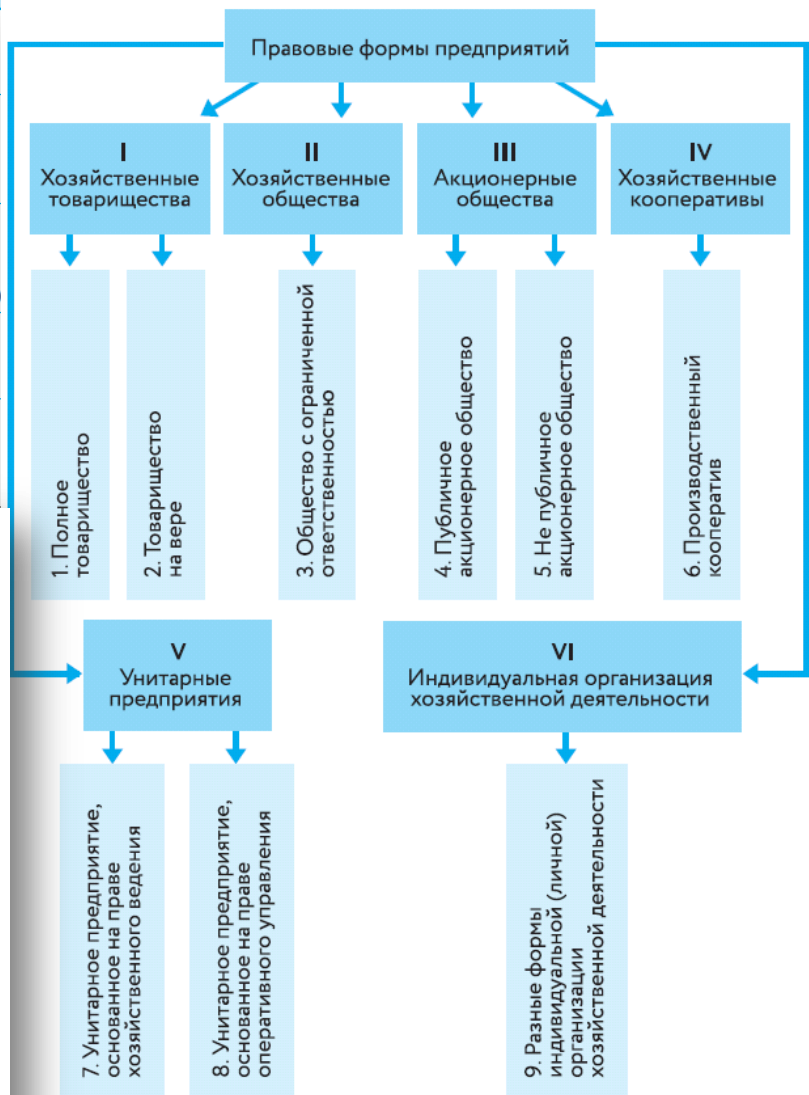 Правовые формы предприятий
I
Хозяйственные
товарищества
II
Хозяйственные
общества
III
Акционерные
общества
IV
Хозяйственные
кооперативы
1. Полное
товарищество
2. Товарищество
на вере
3. Общество с ограниченной
ответственностью
4. Публичное
акционерное общество
5. Не публичное
акционерное общество
6. Производственный
кооператив
V
Унитарные
предприятия
VI
Индивидуальная организация
хозяйственной деятельности
7. Унитарное предприятие,
основанное на праве
хозяйственного ведения
8. Унитарное предприятие,
основанное на праве
оперативного управления
9. Разные формы
индивидуальной (личной)
организации
хозяйственной деятельности